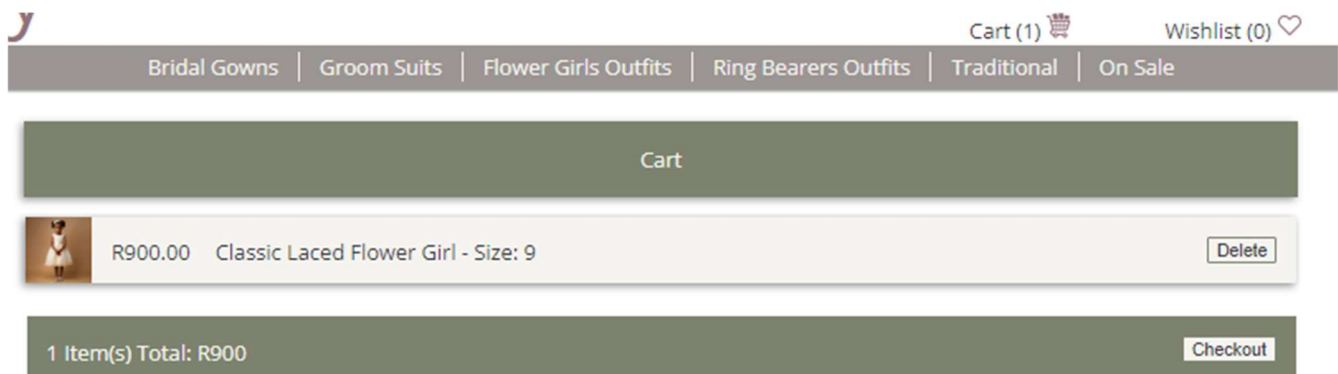 y
Cart (1) Wishlist (0)
Bridal Gowns Groom Suits Flower Girls Outfits Ring Bearers Outfits Traditional On Sale
Cart
R900.00 Classic Laced Flower Girl - Size: 9 Delete
1 Item(s) Total: R900 Checkout